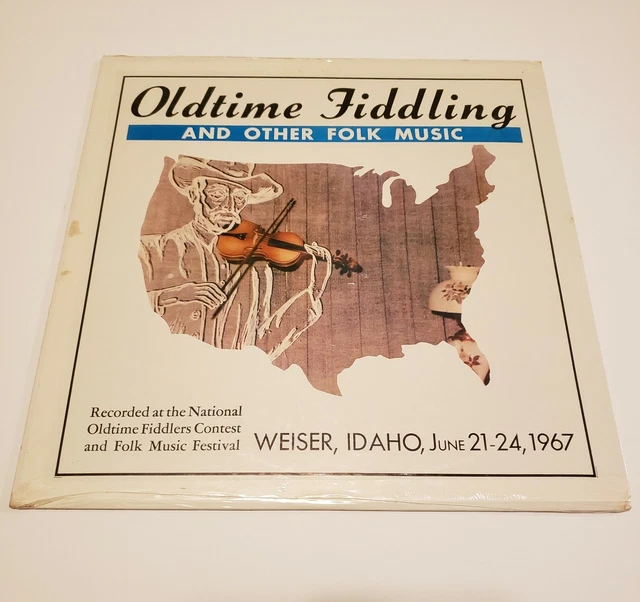 Oldtime Fiddling
AND OTHER FOLK MUSIC
Recorded at the National
Oldtime Fiddlers Contest
and Folk Music Festival
WEISER, IDAHO, JUNE 21-24, 1967